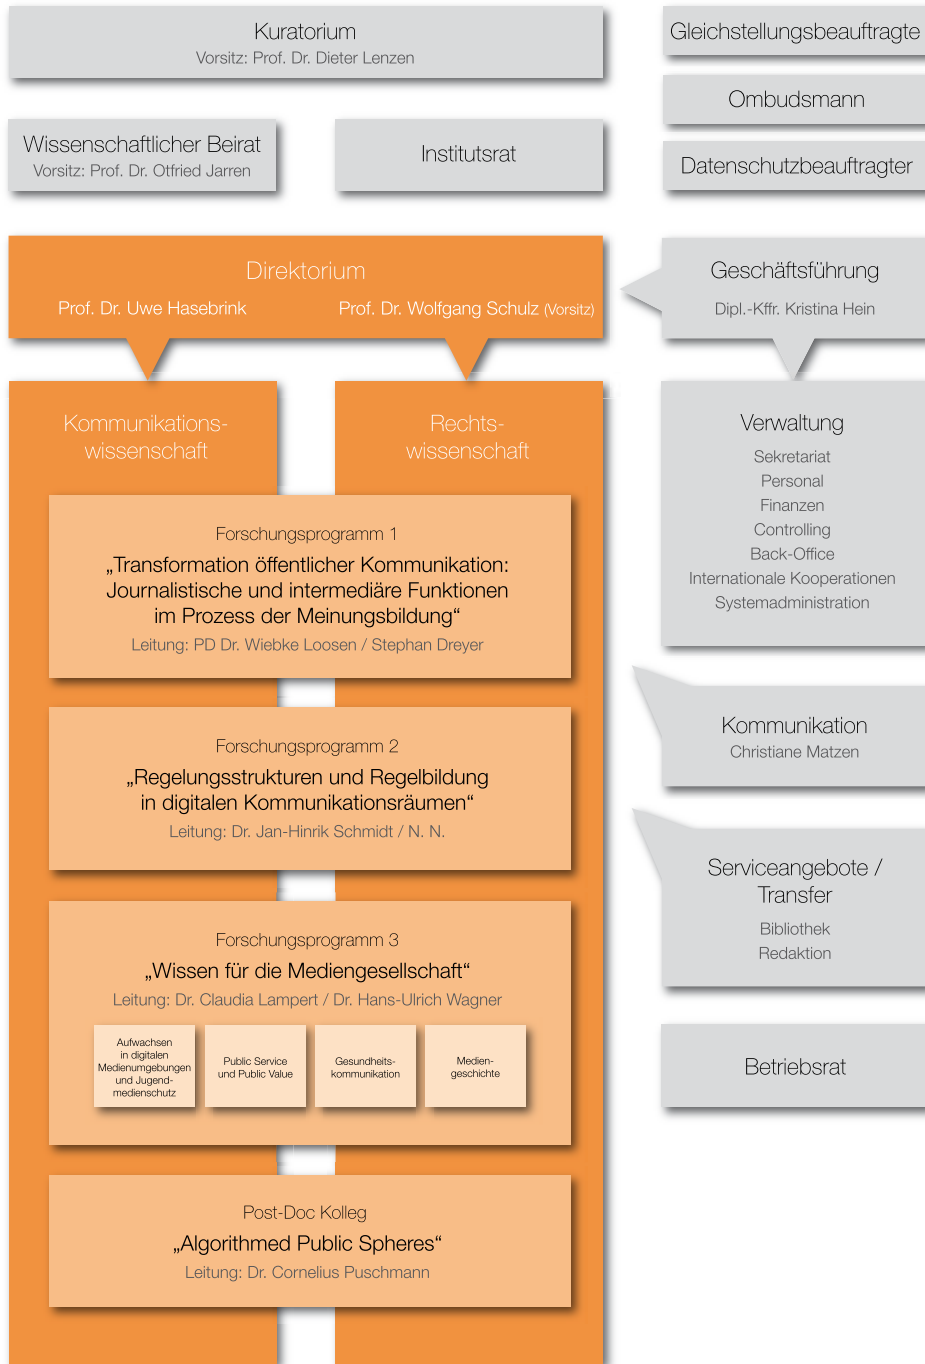 Kuratorium
Vorsitz: Prof. Dr. Dieter Lenzen
Gleichstellungsbeauftragte
Ombudsmann
Wissenschaftlicher Beirat
Vorsitz: Prof. Dr. Otfried Jarren
Institutsrat
Datenschutzbeauftragter
Direktorium
Prof. Dr. Uwe Hasebrink
Prof. Dr. Wolfgang Schulz (Vorsitz)
Geschäftsführung
Dipl.-Kffr. Kristina Hein
Kommunikations-
wissenschaft
Rechts-
wissenschaft
Verwaltung
Sekretariat
Personal
Finanzen
Controlling
Back-Office
Internationale Kooperationen
Systemadministration
Forschungsprogramm 1
„Transformation öffentlicher Kommunikation:
Journalistische und intermediäre Funktionen
im Prozess der Meinungsbildung“
Leitung: PD Dr. Wiebke Loosen / Stephan Dreyer
Kommunikation
Christiane Matzen
Forschungsprogramm 2
„Regelungsstrukturen und Regelbildung
in digitalen Kommunikationsräumen“
Leitung: Dr. Jan-Hinrik Schmidt / N. N.
Serviceangebote /
Transfer
Bibliothek
Redaktion
Forschungsprogramm 3
„Wissen für die Mediengesellschaft“
Leitung: Dr. Claudia Lampert / Dr. Hans-Ulrich Wagner
Aufwachsen
in digitalen
Medienumgebungen
und Jugend-
medienschutz
Public Service
und Public Value
Gesundheits-
kommunikation
Medien-
geschichte
Betriebsrat
Post-Doc Kolleg
„Algorithmed Public Spheres“
Leitung: Dr. Cornelius Puschmann